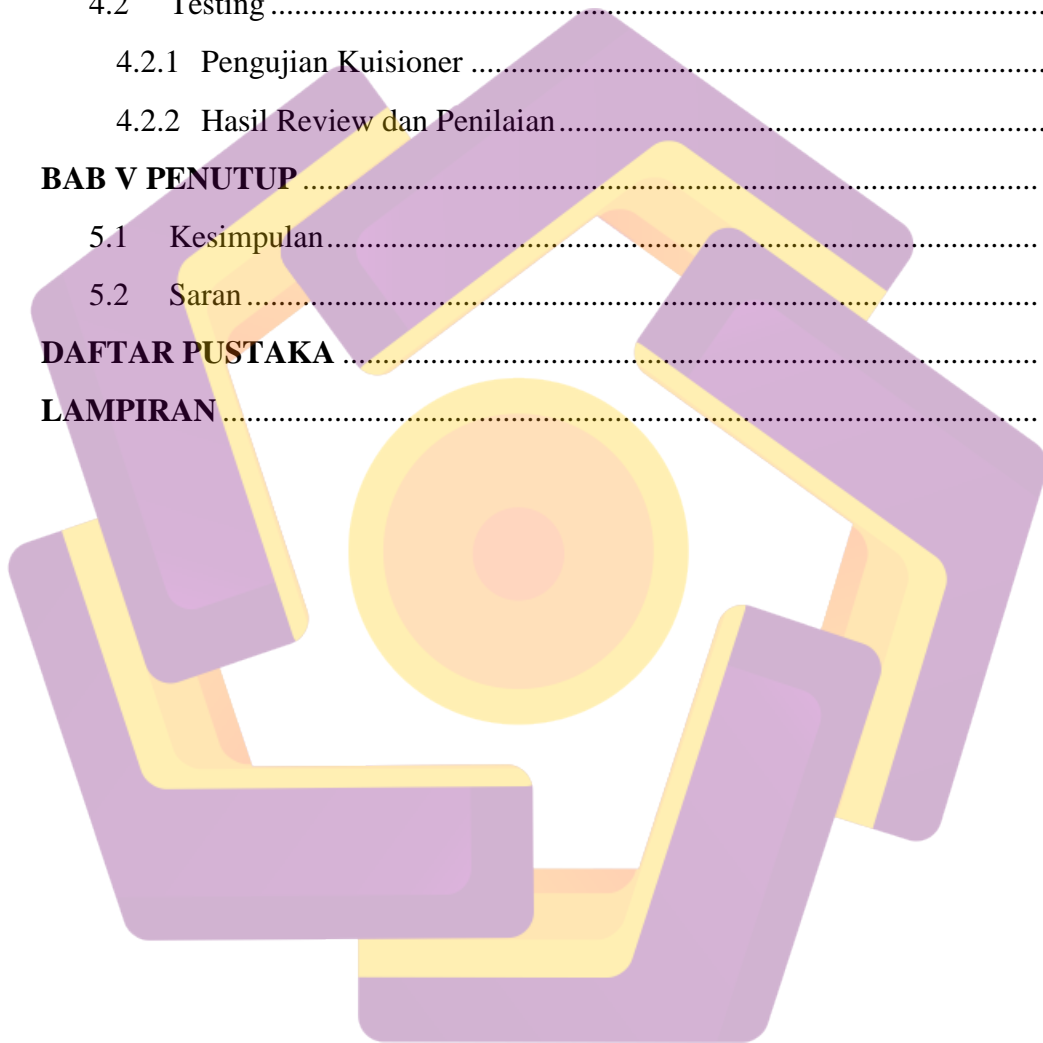 4.2 Testing ........................................................................................................
4.2.1 Pengujian Kuisioner ..............................................................................
4.2.2 Hasil Review dan Penilaian ..................................................................
BAB V PENUTUP ..............................................................................................
5.1 Kesimpulan ...................................................................................................
5.2 Saran ............................................................................................................
DAFTAR PUSTAKA .........................................................................................
LAMPIRAN ........................................................................................................